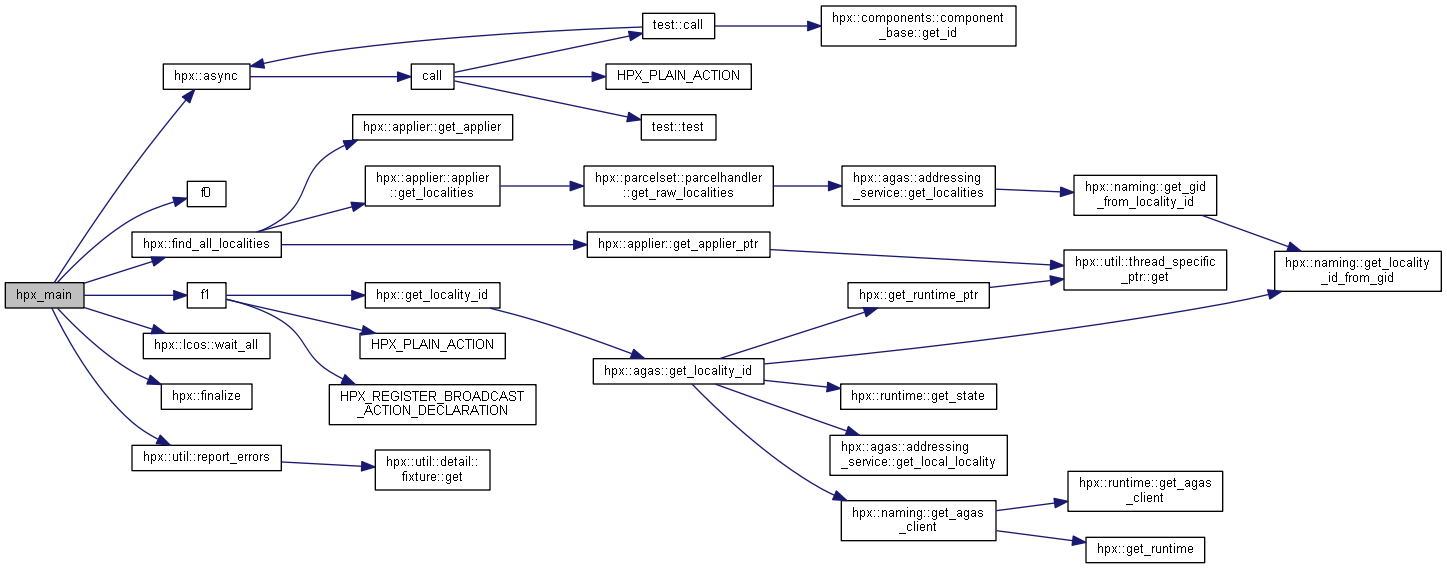 test::call
hpx::components::component
_base::get_id
hpx::async
call
HPX_PLAIN_ACTION
test::test
hpx::applier::get_applier
f0
hpx::applier::applier
::get_localities
hpx::parcelset::parcelhandler
::get_raw_localities
hpx::agas::addressing
_service::get_localities
hpx::naming::get_gid
_from_locality_id
hpx::find_all_localities
hpx::applier::get_applier_ptr
hpx::util::thread_specific
_ptr::get
hpx::naming::get_locality
_id_from_gid
hpx_main
f1
hpx::get_locality_id
hpx::get_runtime_ptr
hpx::lcos::wait_all
HPX_PLAIN_ACTION
hpx::agas::get_locality_id
hpx::finalize
HPX_REGISTER_BROADCAST
_ACTION_DECLARATION
hpx::runtime::get_state
hpx::util::report_errors
hpx::util::detail::
fixture::get
hpx::agas::addressing
_service::get_local_locality
hpx::naming::get_agas
_client
hpx::runtime::get_agas
_client
hpx::get_runtime